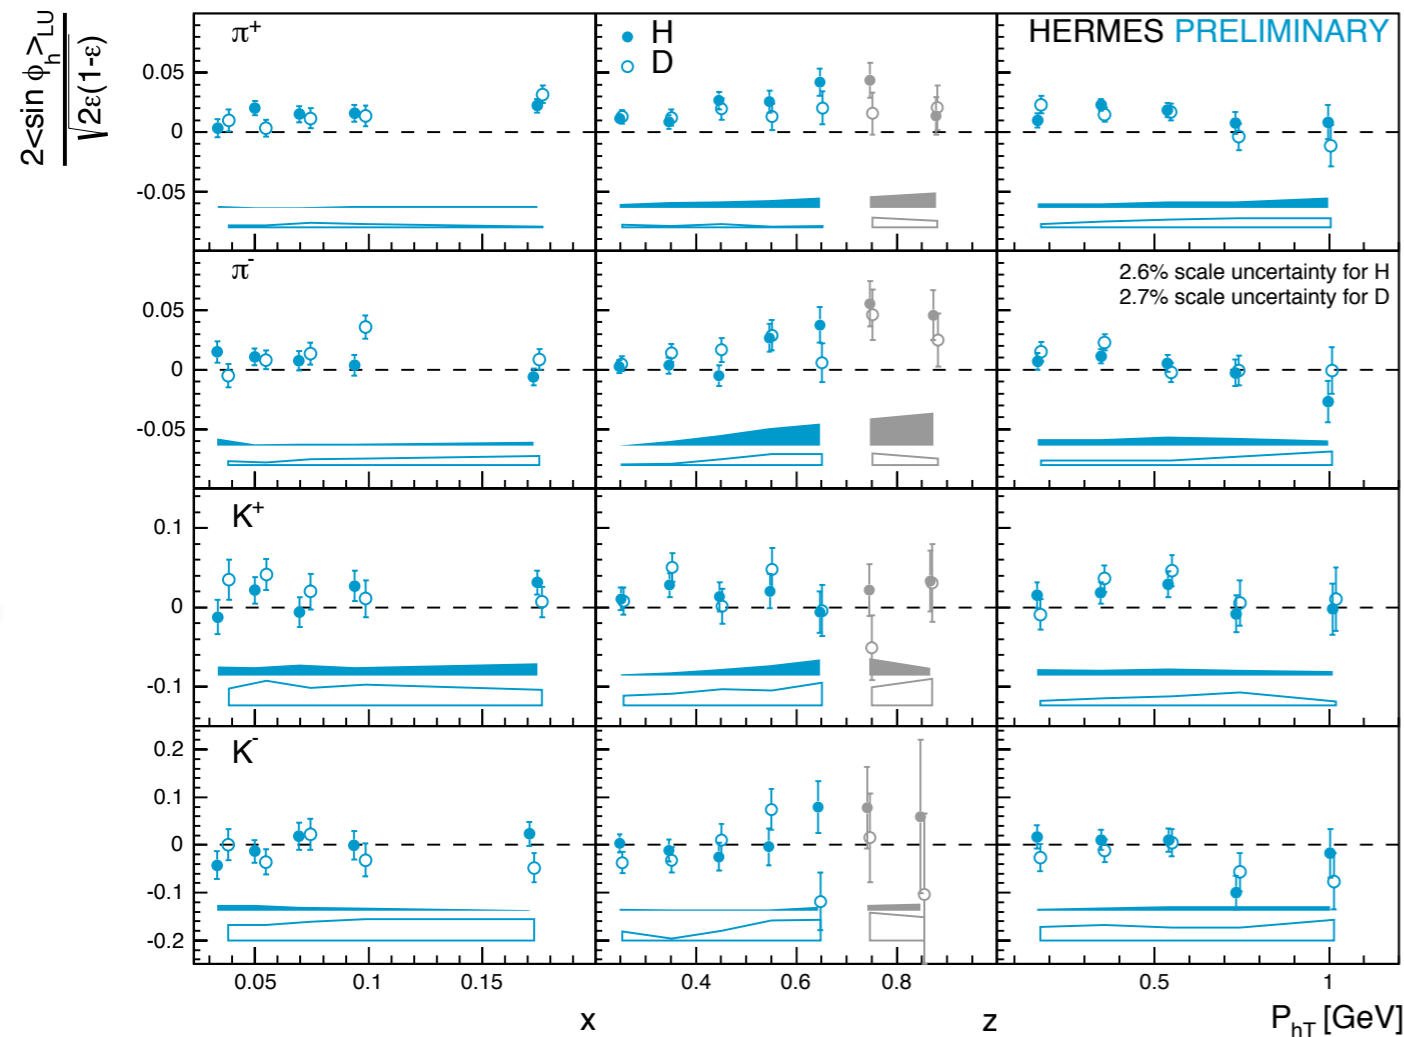 2<sin ϕh>LU
√2ε(1-ε)
π+
H
D
HERMES PRELIMINARY
0.05
0
-0.05
π-
2.6% scale uncertainty for H
2.7% scale uncertainty for D
0.05
0
-0.05
K+
0.1
0
-0.1
K-
0.2
0.1
0
-0.1
-0.2
0.05 0.1 0.15 0.4 0.6 0.8 0.5 1
x z PhT [GeV]